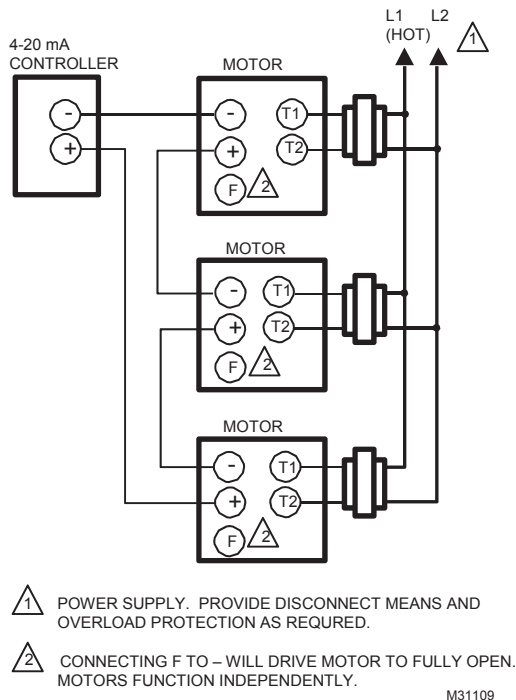 L1 L2
(HOT)
1
4-20 mA
CONTROLLER
-
+
MOTOR
- T1
+ T2
F 2
MOTOR
- T1
+ T2
F 2
MOTOR
- T1
+ T2
F 2
1 POWER SUPPLY. PROVIDE DISCONNECT MEANS AND
OVERLOAD PROTECTION AS REQURED.
2 CONNECTING F TO – WILL DRIVE MOTOR TO FULLY OPEN.
MOTORS FUNCTION INDEPENDENTLY.
M31109